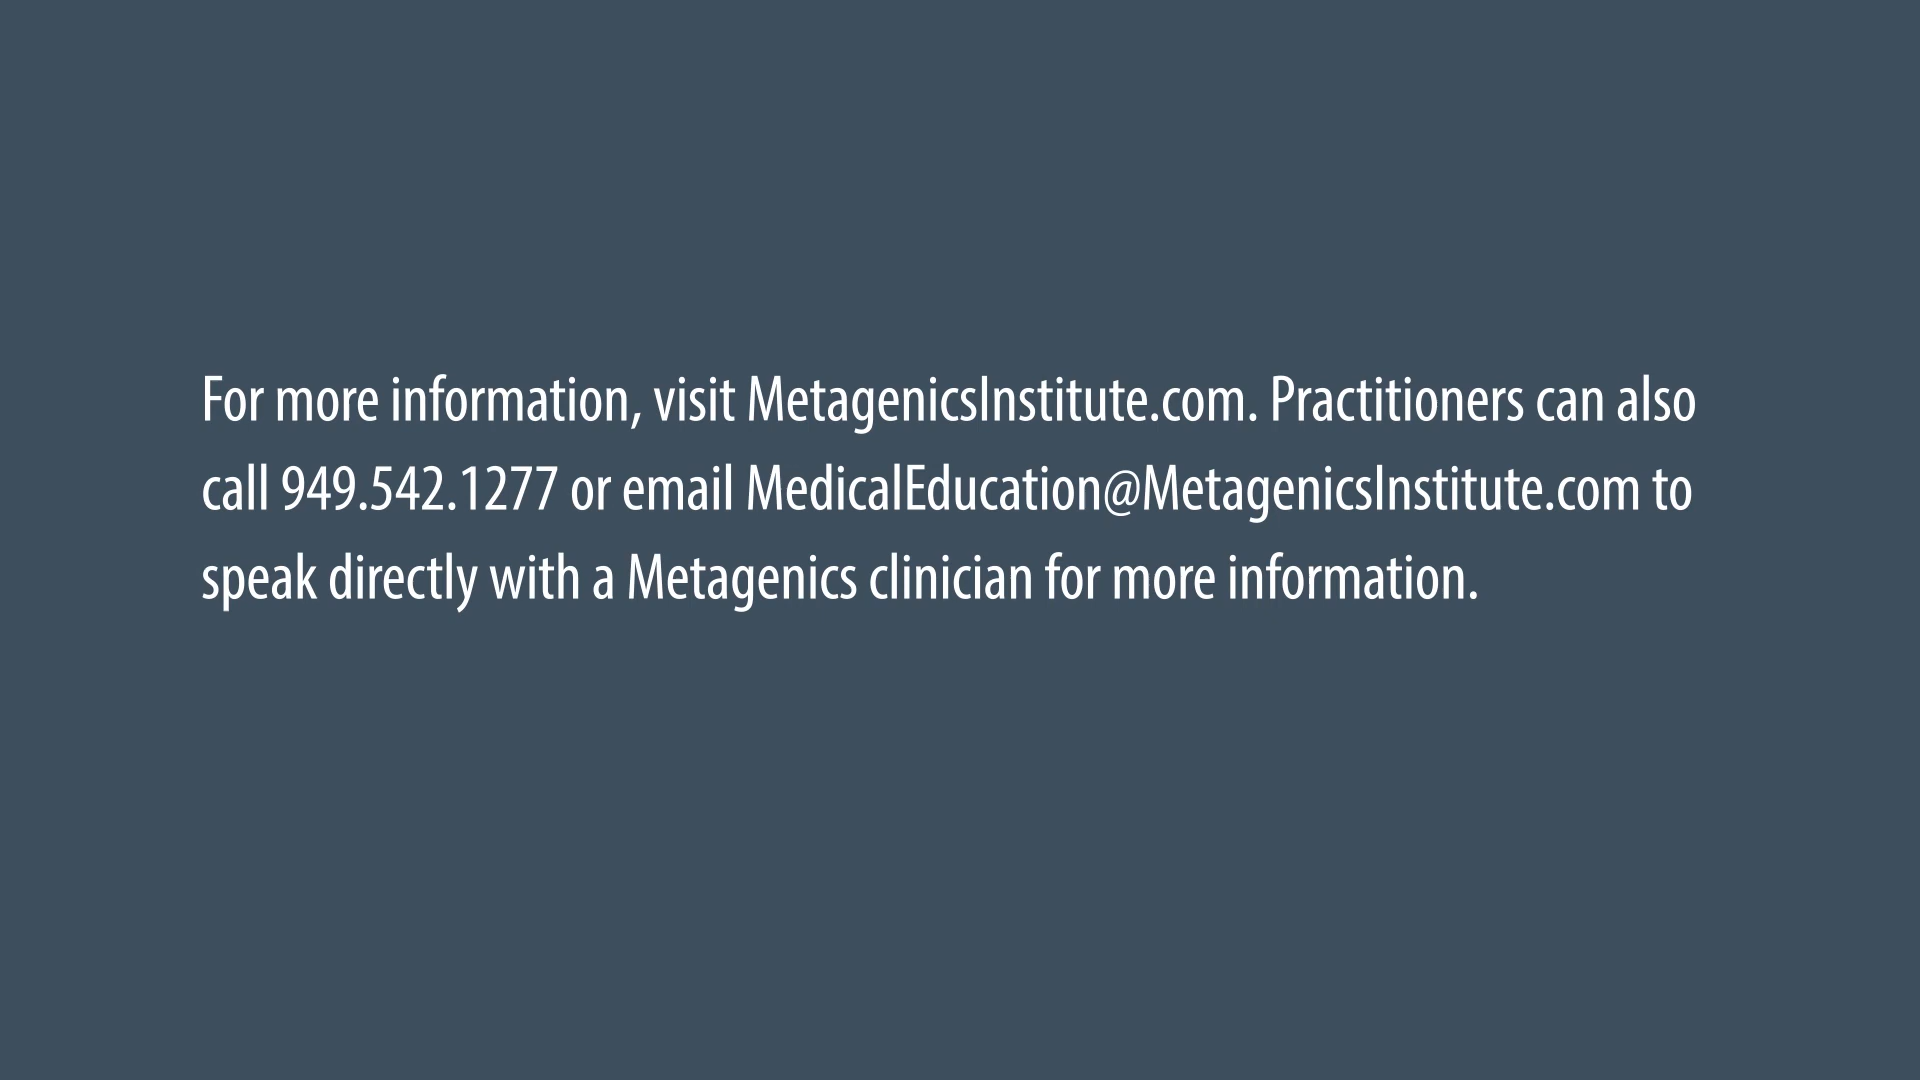 For more information, visit MetagenicsInstitute.com. Practitioners can also
call 949.542.1277 or email MedicalEducation@MetagenicsInstitute.com to
speak directly with a Metagenics clinician for more information.